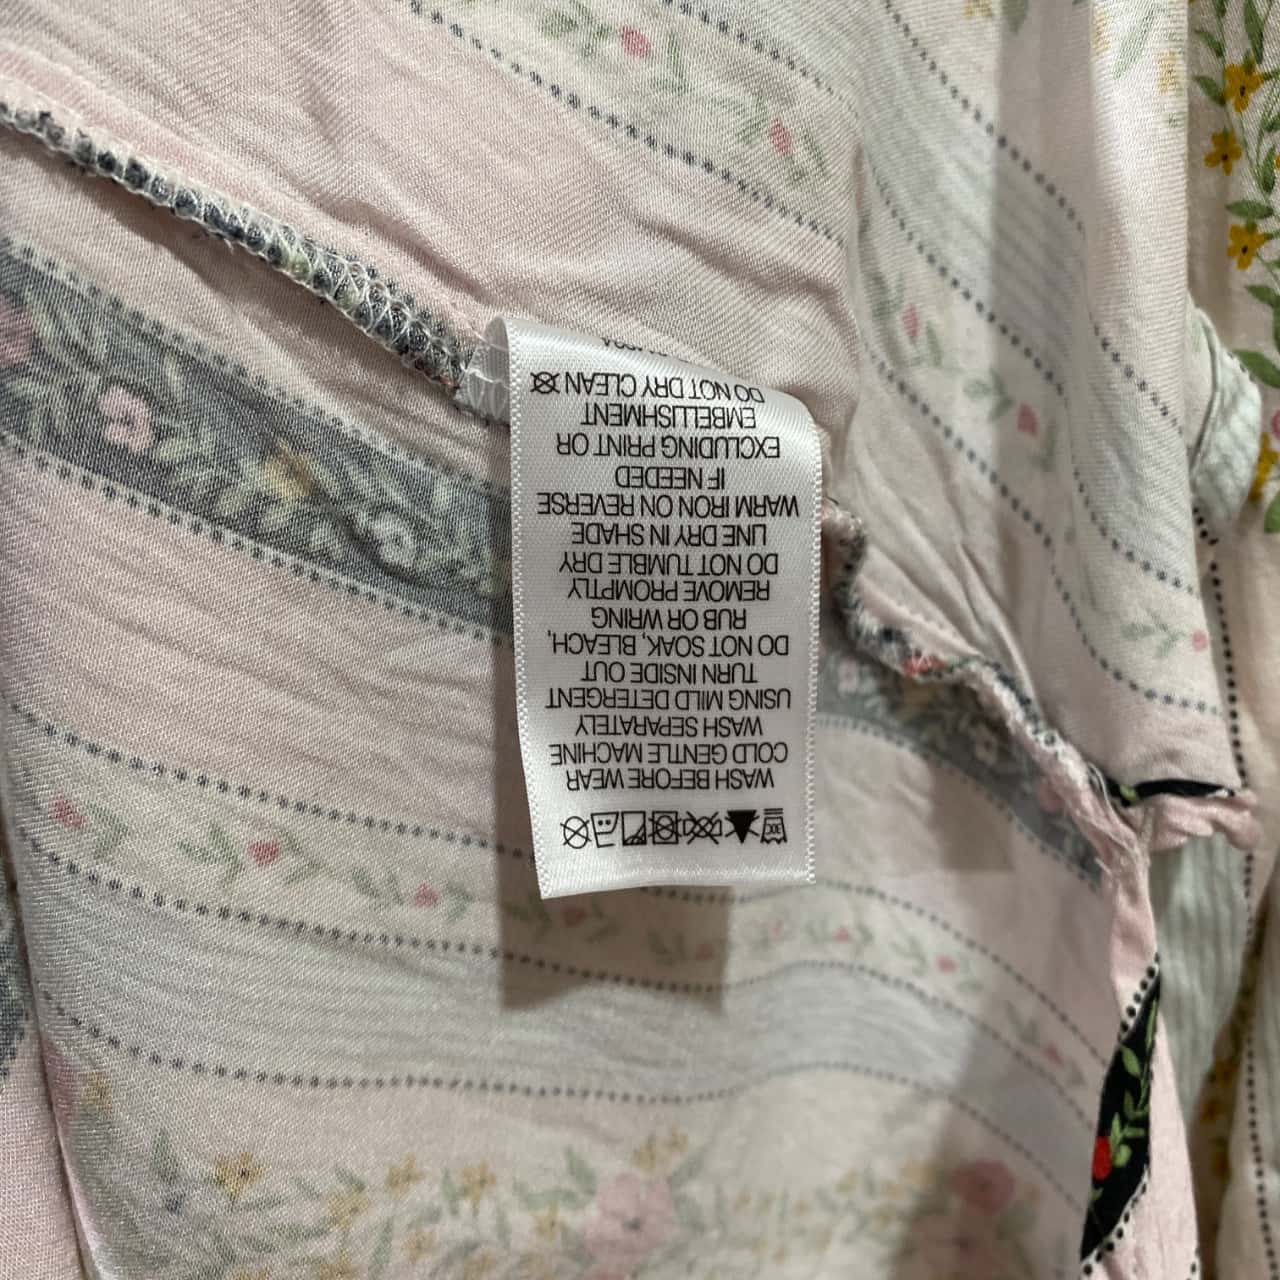 30C
WASH BEFORE WEAR
COLD GENTLE MACHINE
WASH SEPARATELY
USING MILD DETERGENT
TURN INSIDE OUT
DO NOT SOAK, BLEACH,
RUB OR WRING
REMOVE PROMPTLY
DO NOT TUMBLE DRY
LINE DRY IN SHADE
WARM IRON ON REVERSE
IF NEEDED
EXCLUDING PRINT OR
EMBELLISHMENT
DO NOT DRY CLEAN